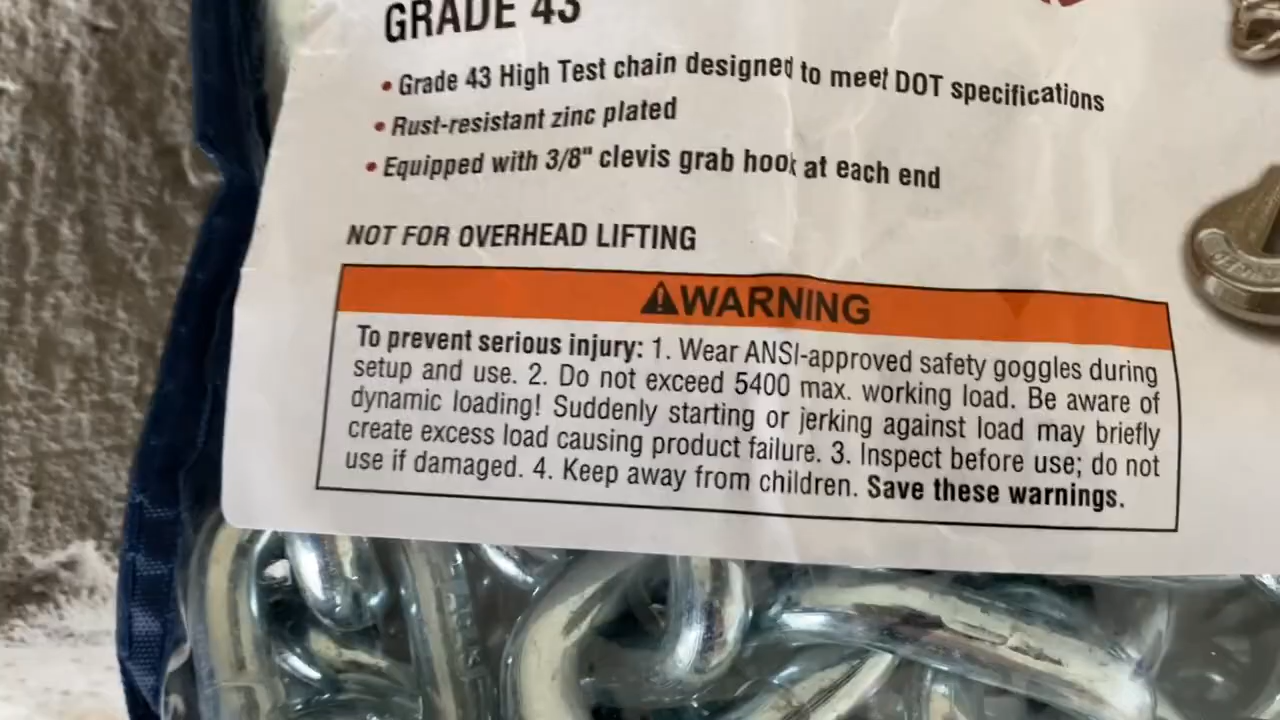 GRADE 43
• Grade 43 High Test chain designed to meet DOT specifications
• Rust-resistant zinc plated
• Equipped with 3/8" clevis grab hook at each end
NOT FOR OVERHEAD LIFTING
⚠WARNING
To prevent serious injury: 1. Wear ANSI-approved safety goggles during
setup and use. 2. Do not exceed 5400 max. working load. Be aware of
dynamic loading! Suddenly starting or jerking against load may briefly
create excess load causing product failure. 3. Inspect before use; do not
use if damaged. 4. Keep away from children. Save these warnings.